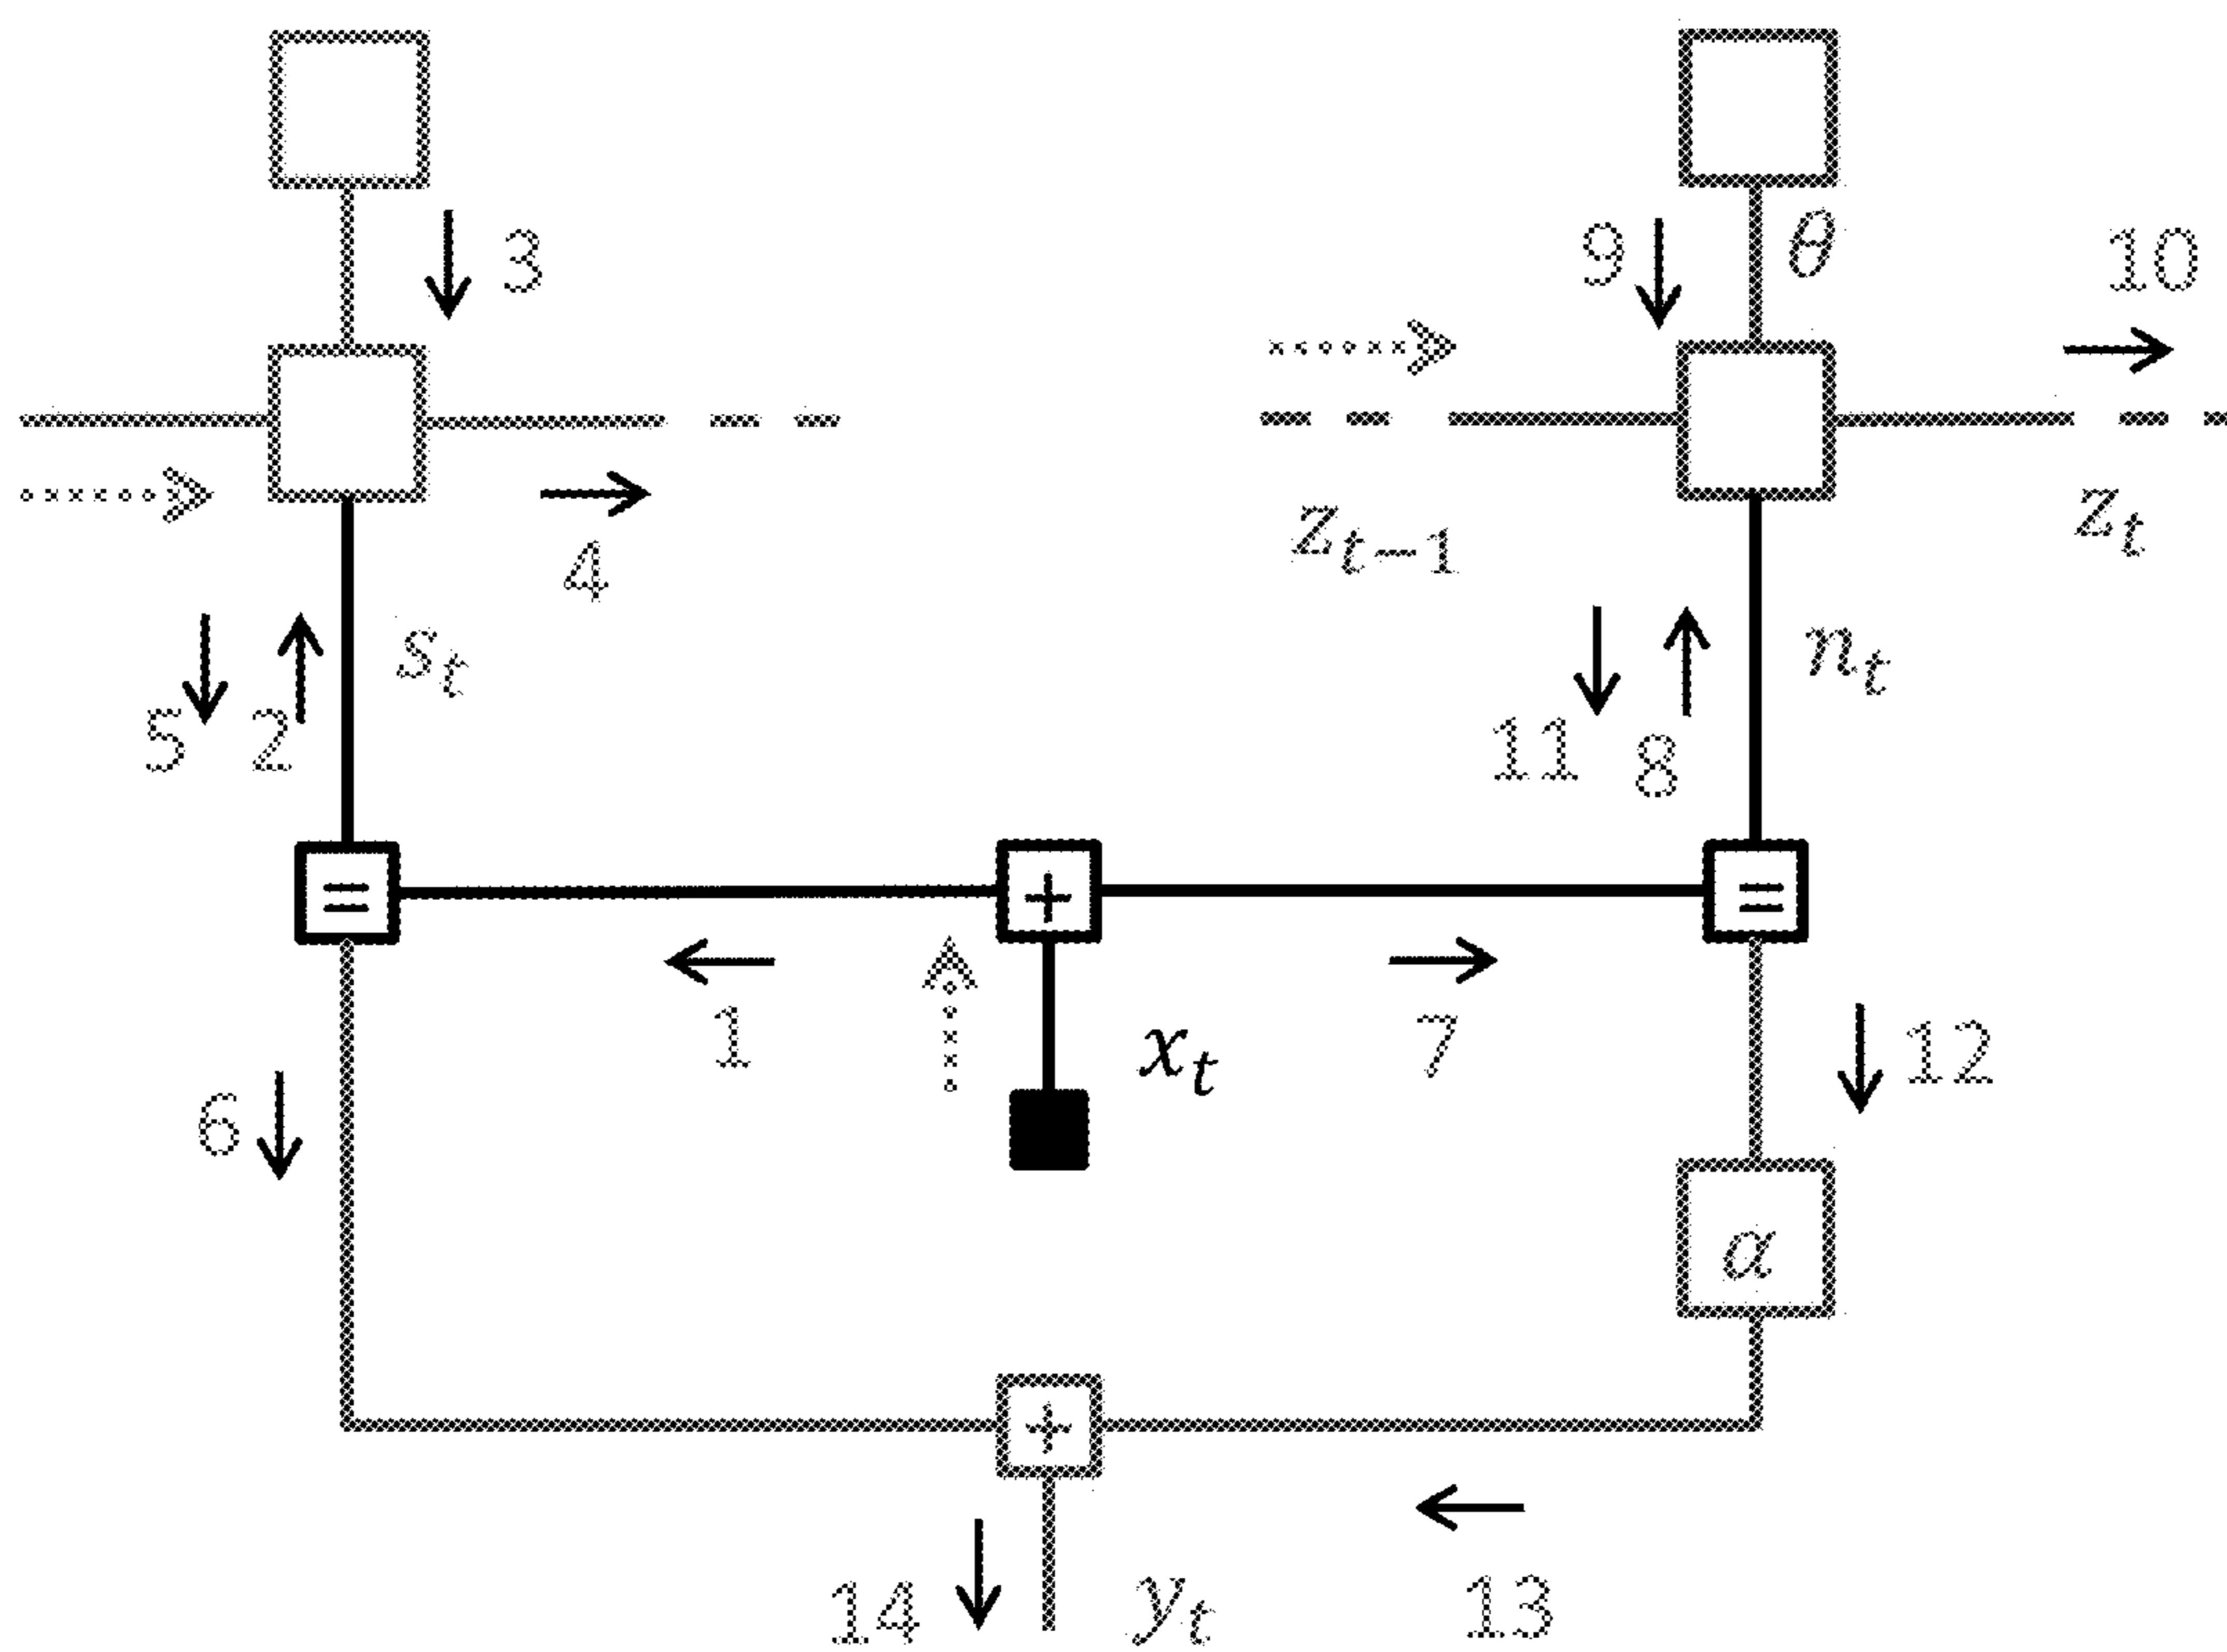 3
9
θ
10
4
z_{t−1}
z_t
5
2
s_t
11
8
n_t
=
+
=
1
x_t
7
6
12
α
+
14
y_t
13